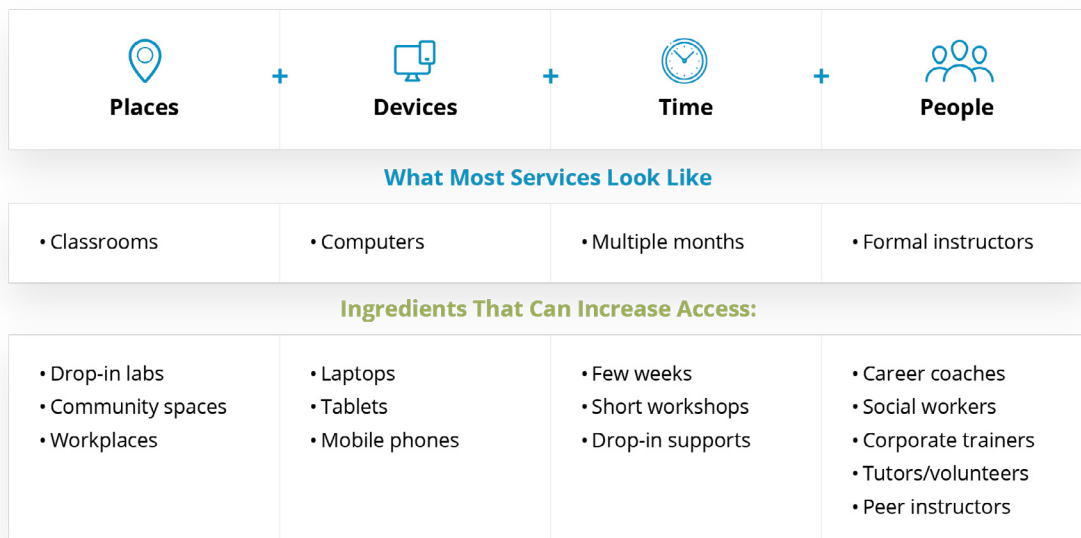 Places + Devices + Time + People
What Most Services Look Like
• Classrooms • Computers • Multiple months • Formal instructors
Ingredients That Can Increase Access:
• Drop-in labs • Laptops • Few weeks • Career coaches
• Community spaces • Tablets • Short workshops • Social workers
• Workplaces • Mobile phones • Drop-in supports • Corporate trainers
• Tutors/volunteers
• Peer instructors